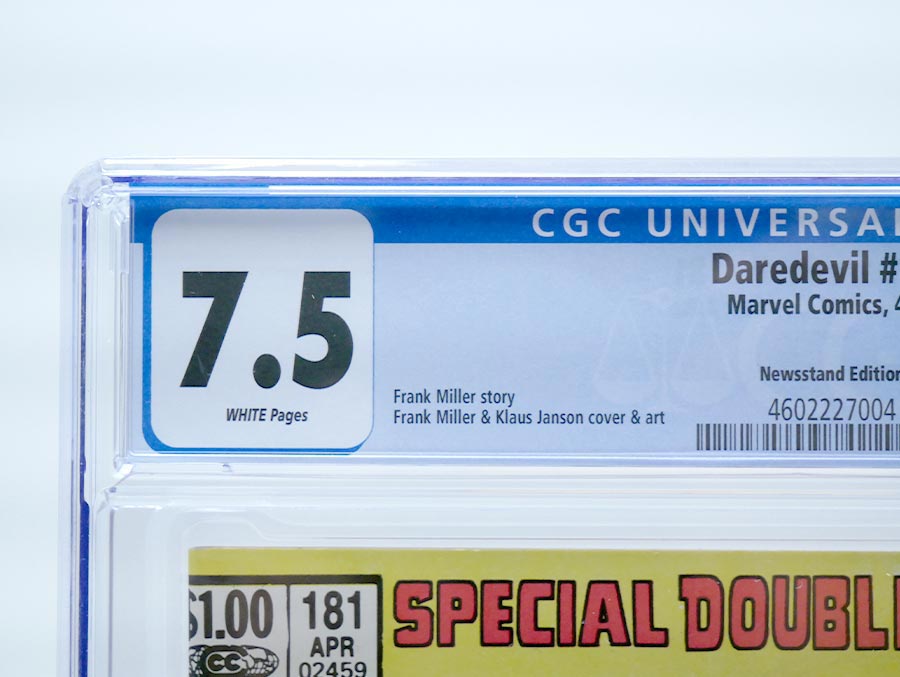 CGC UNIVERSAL
7.5
WHITE Pages
Daredevil #
Marvel Comics, 4
Newsstand Edition
Frank Miller story
Frank Miller & Klaus Janson cover & art
4602227004
$1.00
CC
181
APR
02459
SPECIAL DOUBL